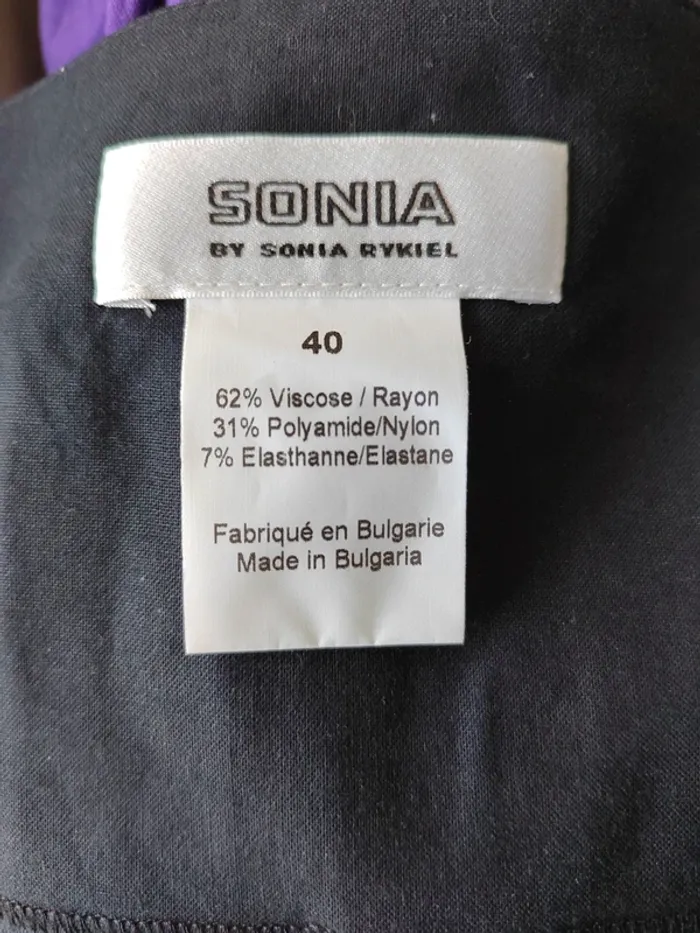 SONIA
BY SONIA RYKIEL
40
62% Viscose / Rayon
31% Polyamide/Nylon
7% Elasthanne/Elastane
Fabriqué en Bulgarie
Made in Bulgaria